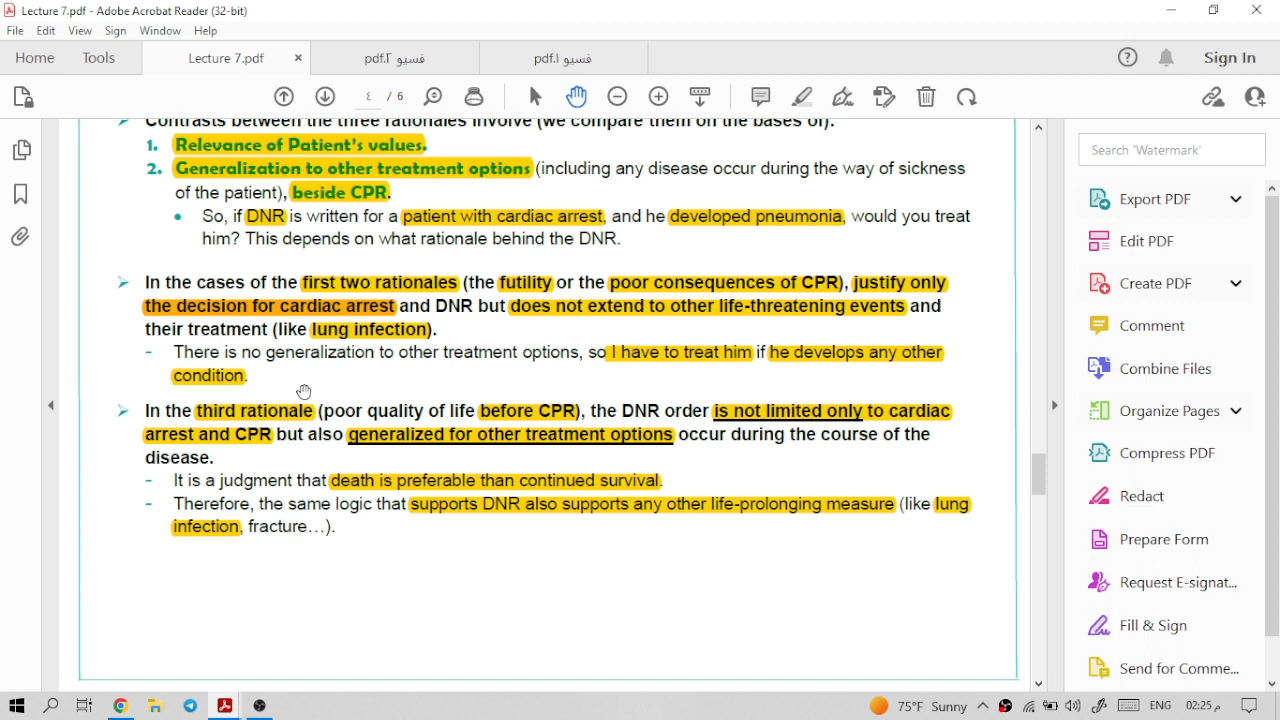 Lecture 7.pdf - Adobe Acrobat Reader (32-bit)
File Edit View Sign Window Help
Home Tools Lecture 7.pdf × فسيو ٢.pdf فسيو ١.pdf Sign In
٤ / 6
Contrasts between the three rationales involve (we compare them on the bases of):
1. Relevance of Patient's values.
2. Generalization to other treatment options (including any disease occur during the way of sickness
of the patient), beside CPR.
• So, if DNR is written for a patient with cardiac arrest, and he developed pneumonia, would you treat
him? This depends on what rationale behind the DNR.
➢ In the cases of the first two rationales (the futility or the poor consequences of CPR), justify only
the decision for cardiac arrest and DNR but does not extend to other life-threatening events and
their treatment (like lung infection).
- There is no generalization to other treatment options, so I have to treat him if he develops any other
condition.
➢ In the third rationale (poor quality of life before CPR), the DNR order is not limited only to cardiac
arrest and CPR but also generalized for other treatment options occur during the course of the
disease.
- It is a judgment that death is preferable than continued survival.
- Therefore, the same logic that supports DNR also supports any other life-prolonging measure (like lung
infection, fracture…).
Search 'Watermark'
Export PDF
Edit PDF
Create PDF
Comment
Combine Files
Organize Pages
Compress PDF
Redact
Prepare Form
Request E-signat...
Fill & Sign
Send for Comme...
75°F Sunny ENG 02:25 م